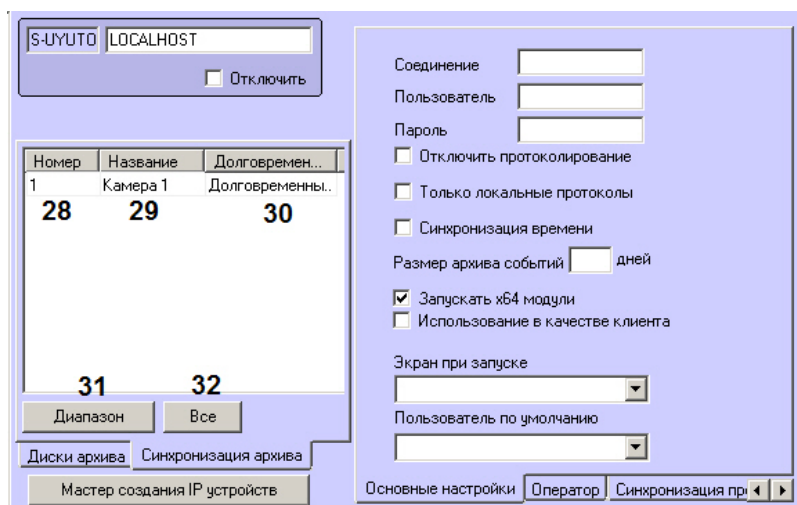 S-UYUTO LOCALHOST
Отключить
Номер Название Долговремен...
1 Камера 1 Долговременны..
28 29 30
31 32
Диапазон Все
Диски архива Синхронизация архива
Мастер создания IP устройств
Соединение
Пользователь
Пароль
Отключить протоколирование
Только локальные протоколы
Синхронизация времени
Размер архива событий дней
Запускать x64 модули
Использование в качестве клиента
Экран при запуске
Пользователь по умолчанию
Основные настройки Оператор Синхронизация пр